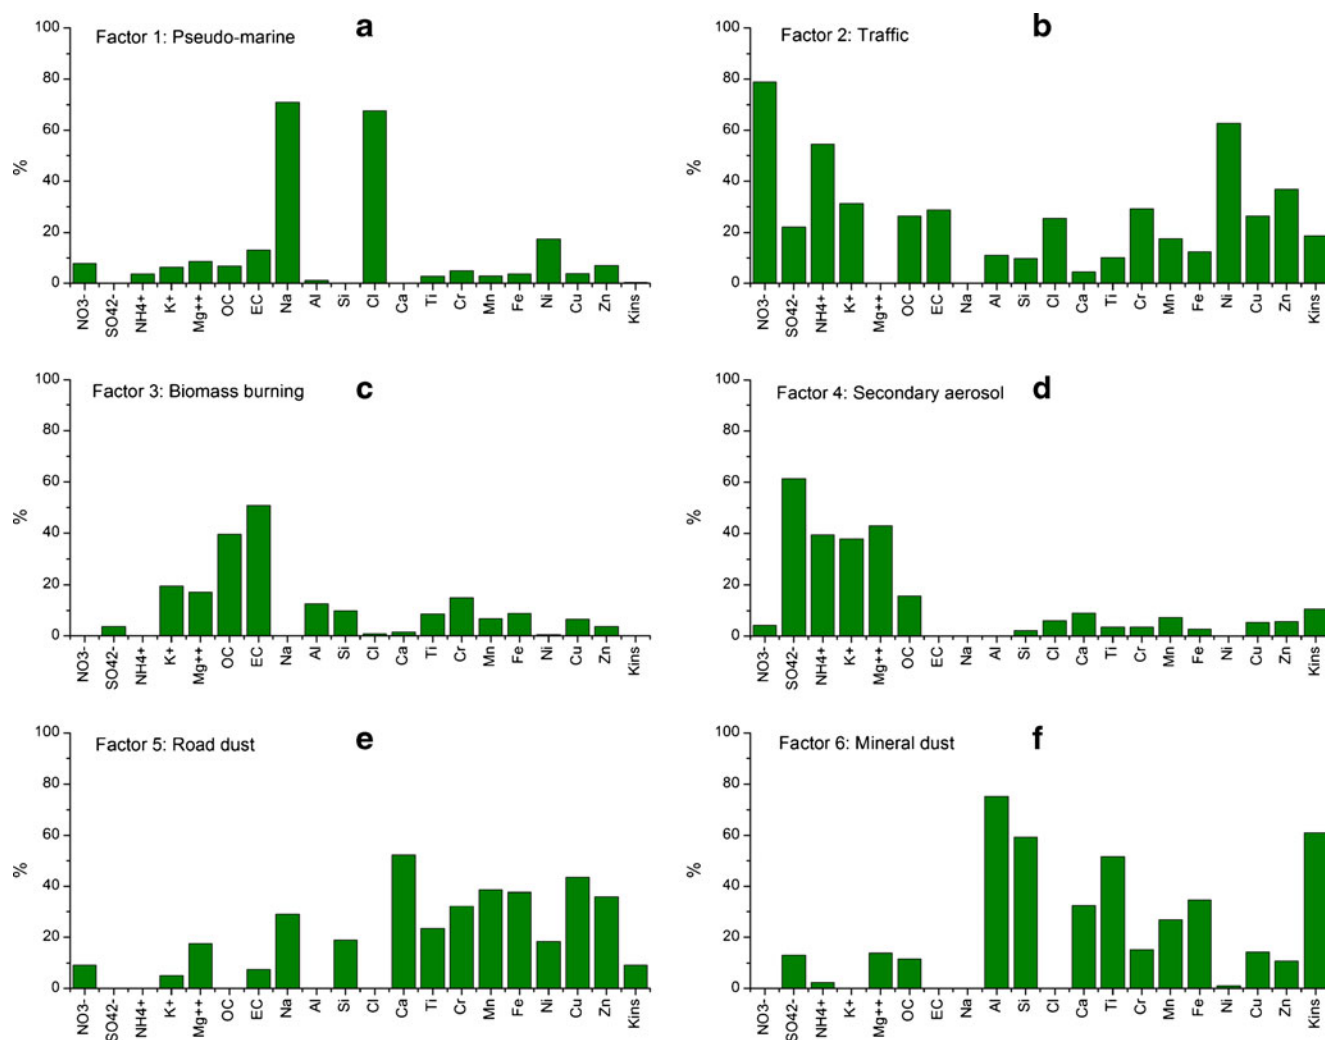 Factor 1: Pseudo-marine
a
100
80
60
40
20
0
%
NO3-
SO42-
NH4+
K+
Mg++
OC
EC
Na
Al
Si
Cl
Ca
Ti
Cr
Mn
Fe
Ni
Cu
Zn
Kins
Factor 2: Traffic
b
100
80
60
40
20
0
%
NO3-
SO42-
NH4+
K+
Mg++
OC
EC
Na
Al
Si
Cl
Ca
Ti
Cr
Mn
Fe
Ni
Cu
Zn
Kins
Factor 3: Biomass burning
c
100
80
60
40
20
0
%
NO3-
SO42-
NH4+
K+
Mg++
OC
EC
Na
Al
Si
Cl
Ca
Ti
Cr
Mn
Fe
Ni
Cu
Zn
Kins
Factor 4: Secondary aerosol
d
100
80
60
40
20
0
%
NO3-
SO42-
NH4+
K+
Mg++
OC
EC
Na
Al
Si
Cl
Ca
Ti
Cr
Mn
Fe
Ni
Cu
Zn
Kins
Factor 5: Road dust
e
100
80
60
40
20
0
%
NO3-
SO42-
NH4+
K+
Mg++
OC
EC
Na
Al
Si
Cl
Ca
Ti
Cr
Mn
Fe
Ni
Cu
Zn
Kins
Factor 6: Mineral dust
f
100
80
60
40
20
0
%
NO3-
SO42-
NH4+
K+
Mg++
OC
EC
Na
Al
Si
Cl
Ca
Ti
Cr
Mn
Fe
Ni
Cu
Zn
Kins